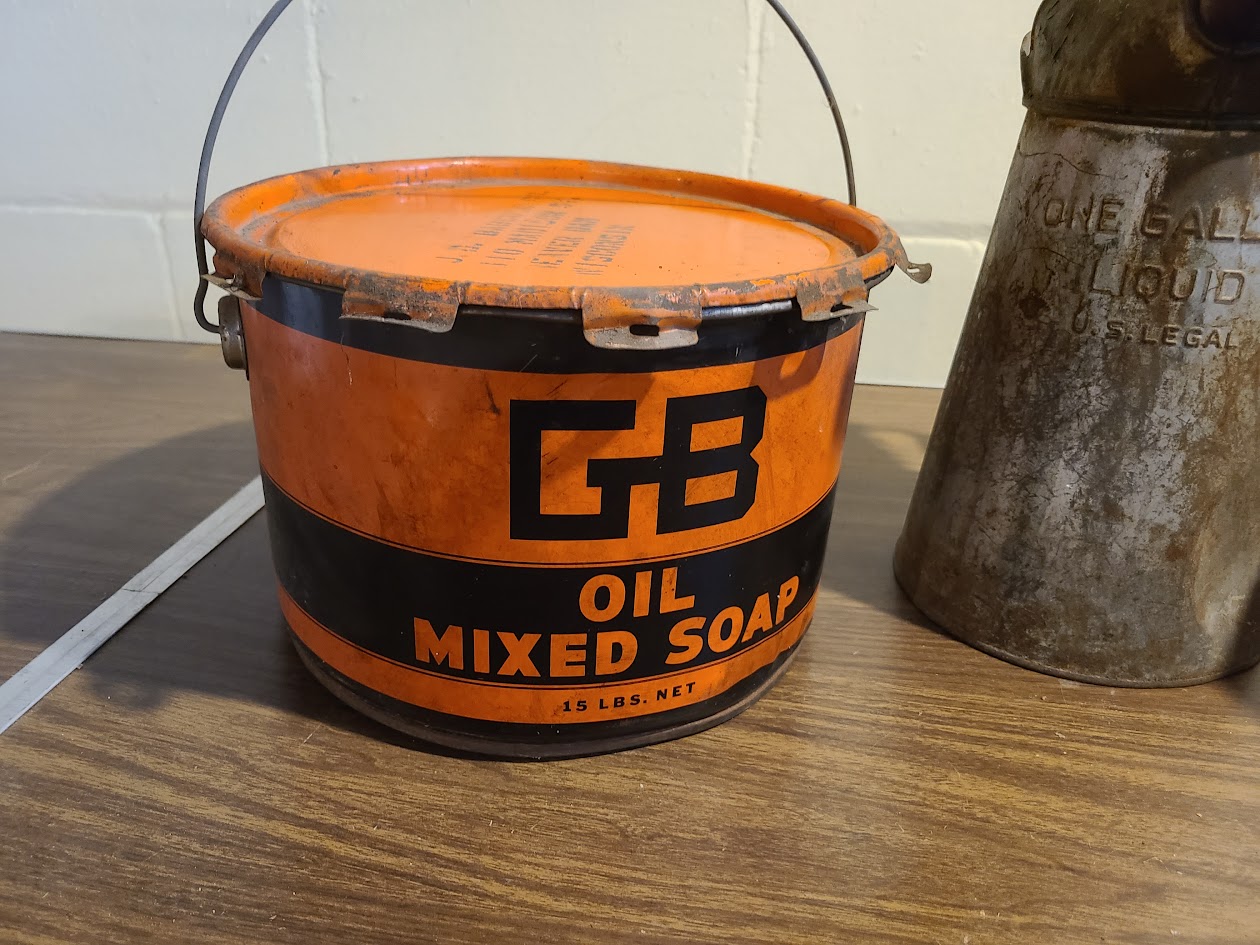 GB
OIL
MIXED SOAP
15 LBS. NET
ONE GALL
LIQUID
U.S. LEGAL